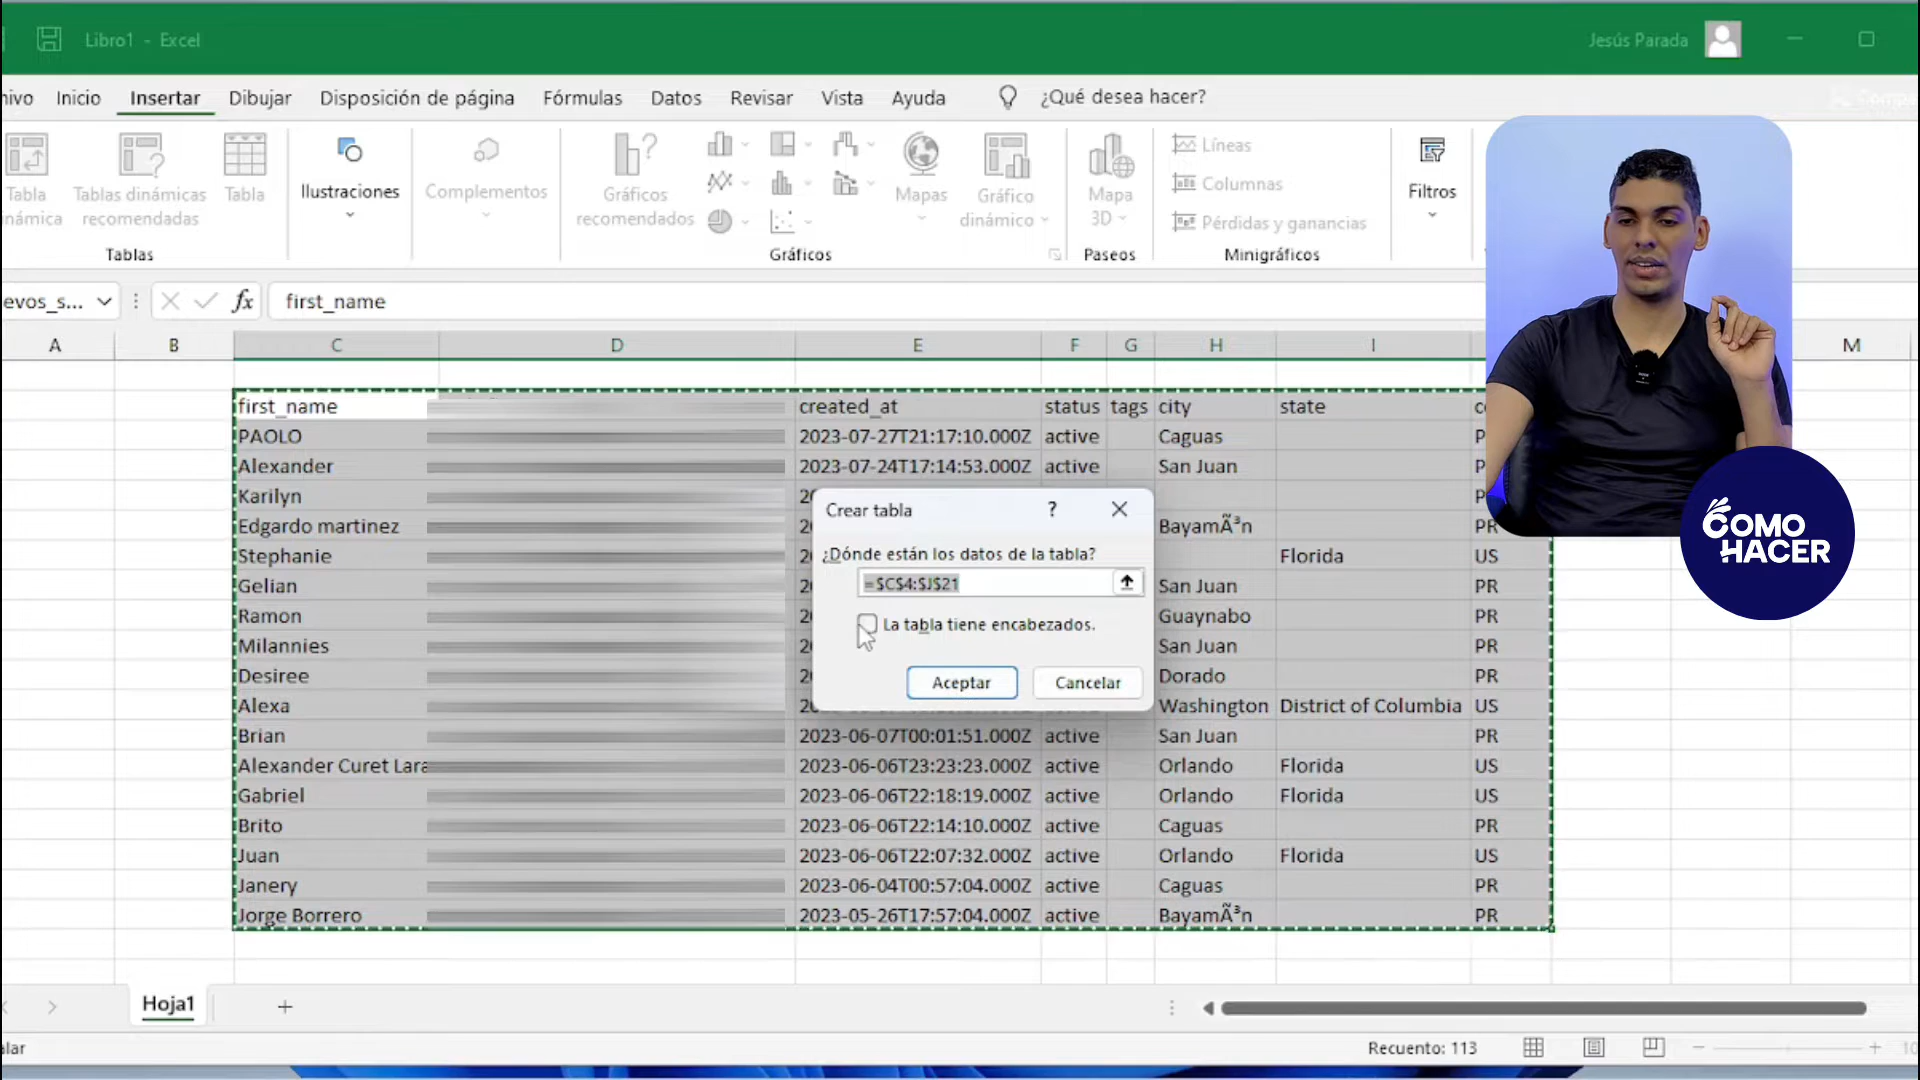 Libro1 - Excel
Jesús Parada
Inicio Insertar Dibujar Disposición de página Fórmulas Datos Revisar Vista Ayuda ¿Qué desea hacer?
Tabla
Tablas dinámicas
recomendadas
Tabla
Tablas
Ilustraciones
Complementos
Gráficos
recomendados
Mapas
Gráfico
dinámico
Gráficos
Mapa
3D
Paseos
Líneas
Columnas
Pérdidas y ganancias
Minigráficos
Filtros
evos_s... fx first_name
A B C D E F G H I M
first_name created_at status tags city state
PAOLO 2023-07-27T21:17:10.000Z active Caguas
Alexander 2023-07-24T17:14:53.000Z active San Juan
Karilyn
Edgardo martinez BayamÃ³n PR
Stephanie Florida US
Gelian San Juan PR
Ramon Guaynabo PR
Milannies San Juan PR
Desiree Dorado PR
Alexa Washington District of Columbia US
Brian 2023-06-07T00:01:51.000Z active San Juan PR
Alexander Curet Lara 2023-06-06T23:23:23.000Z active Orlando Florida US
Gabriel 2023-06-06T22:18:19.000Z active Orlando Florida US
Brito 2023-06-06T22:14:10.000Z active Caguas PR
Juan 2023-06-06T22:07:32.000Z active Orlando Florida US
Janery 2023-06-04T00:57:04.000Z active Caguas PR
Jorge Borrero 2023-05-26T17:57:04.000Z active BayamÃ³n PR
Crear tabla ?
¿Dónde están los datos de la tabla?
=$C$4:$J$21
La tabla tiene encabezados.
Aceptar Cancelar
COMO
HACER
Hoja1
Recuento: 113